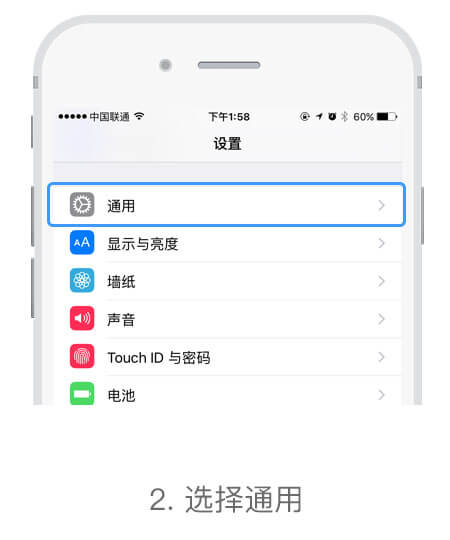 中国联通 下午1:58 60%
设置
通用
AA 显示与亮度
墙纸
声音
Touch ID 与密码
电池
2. 选择通用